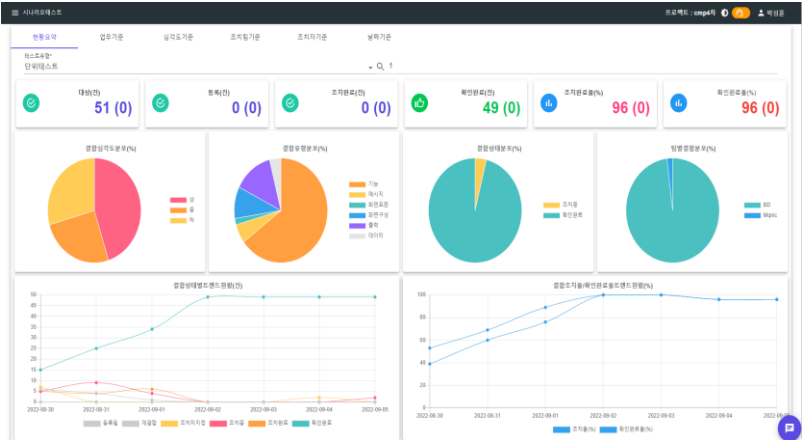 시나리오테스트
프로젝트 : cmp4차
박성훈
현황요약 업무기준 심각도기준 조치팀기준 조치자기준 날짜기준
테스트유형*
단위테스트
1
대상(건)
51 (0)
등록(건)
0 (0)
조치완료(건)
0 (0)
확인완료(건)
49 (0)
조치완료율(%)
96 (0)
확인완료율(%)
96 (0)
결함심각도분포(%)
상
중
하
결함유형분포(%)
기능
메시지
화면표준
화면구성
출력
데이터
결함상태분포(%)
조치중
확인완료
팀별결함분포(%)
BD
Matic
결함상태별트랜드현황(건)
50
45
40
35
30
25
20
15
10
5
0
2022-08-30 2022-08-31 2022-09-01 2022-09-02 2022-09-03 2022-09-04 2022-09-05
등록됨 재결함 조치자지정 조치중 조치완료 확인완료
결함조치율/확인완료율트랜드현황(%)
100
80
60
40
20
0
2022-08-30 2022-08-31 2022-09-01 2022-09-02 2022-09-03 2022-09-04 2022-09-05
조치율(%) 확인완료율(%)